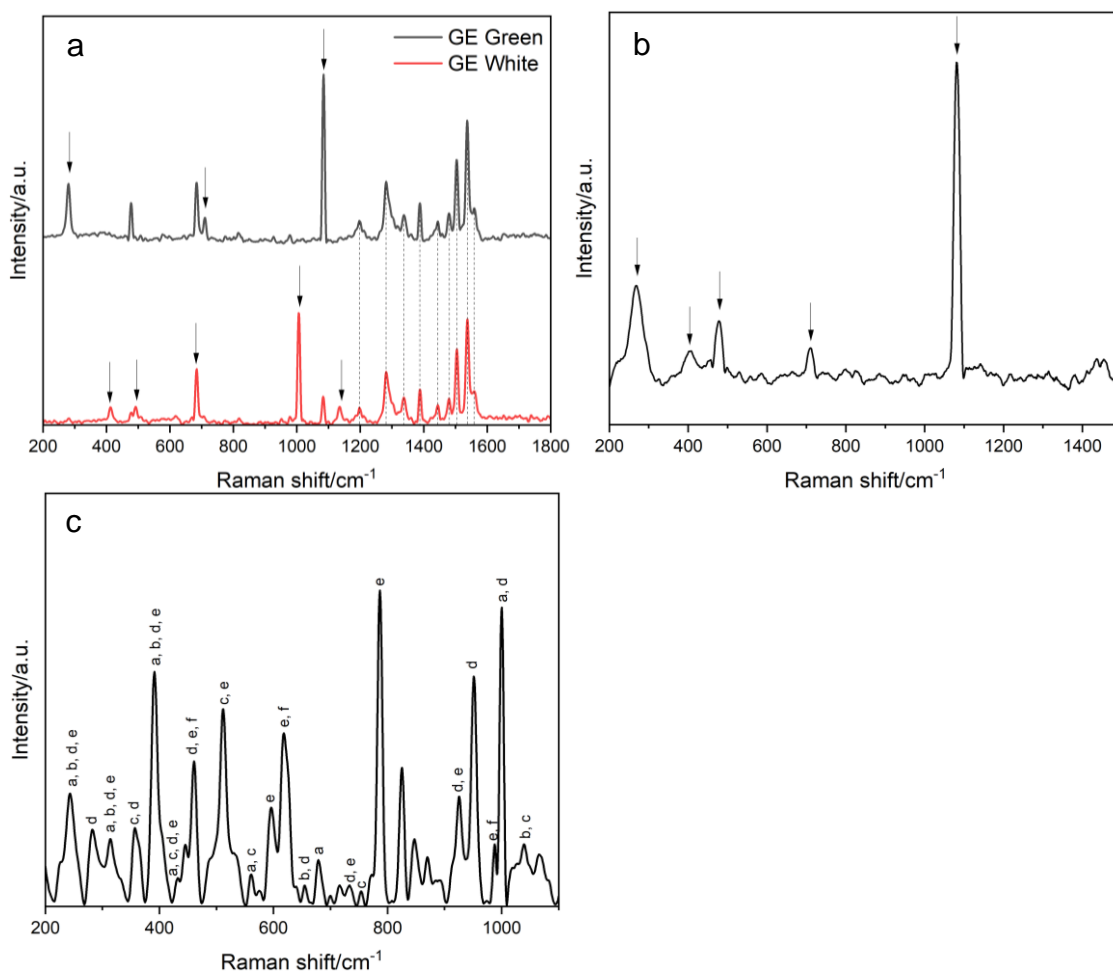 a
GE Green
GE White
Intensity/a.u.
200 400 600 800 1000 1200 1400 1600 1800
Raman shift/cm⁻¹
b
Intensity/a.u.
200 400 600 800 1000 1200 1400
Raman shift/cm⁻¹
c
Intensity/a.u.
a, b, d, e
d
a, b, d, e
c, d
a, b, d, e
a, c, d, e
d, e, f
c, e
a, c
e
e, f
b, d
a
d, e
c
e
d, e
d
e, f
a, d
b, c
200 400 600 800 1000
Raman shift/cm⁻¹